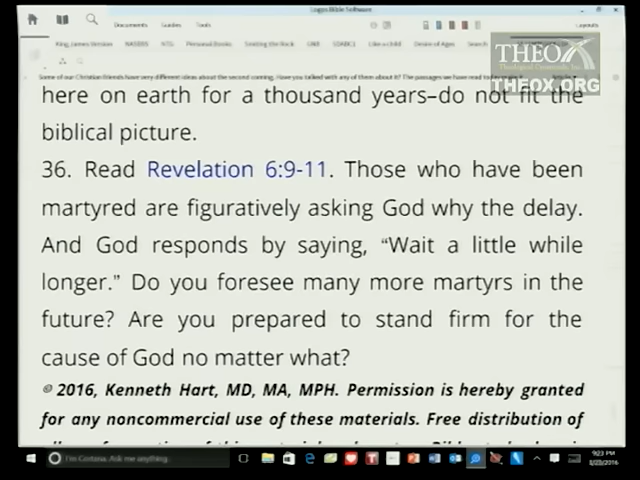 Logos Bible Software
Documents Guides Tools Layouts
King James Version NASB95 NTG Personal Books Seeking the Rock GNB SDABC5 Like a child Desire of Ages Search
THEOX
THEOX.ORG
Some of our Christian friends have very different ideas about the second coming. Have you talked with any of them about it? The passages we have read
here on earth for a thousand years–do not fit the
biblical picture.
36. Read Revelation 6:9-11. Those who have been
martyred are figuratively asking God why the delay.
And God responds by saying, “Wait a little while
longer.” Do you foresee many more martyrs in the
future? Are you prepared to stand firm for the
cause of God no matter what?
© 2016, Kenneth Hart, MD, MA, MPH. Permission is hereby granted
for any noncommercial use of these materials. Free distribution of
I'm Cortana. Ask me anything.
9:23 PM